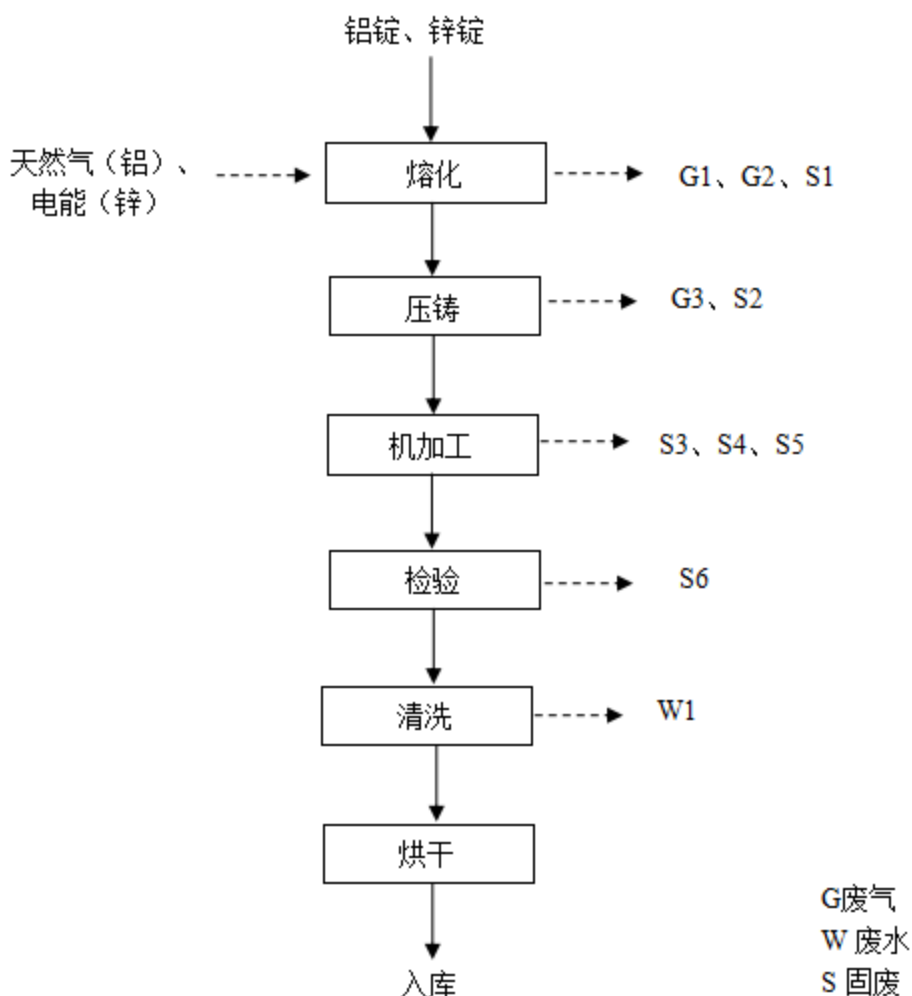 铝锭、锌锭
天然气（铝）、
电能（锌）
熔化
G1、G2、S1
压铸
G3、S2
机加工
S3、S4、S5
检验
S6
清洗
W1
烘干
入库
G废气
W 废水
S 固废